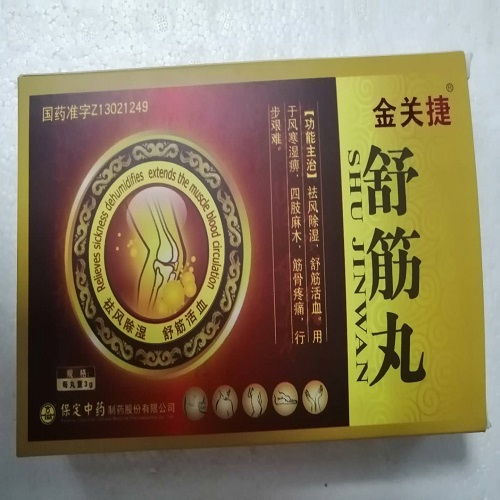 国药准字Z13021249
金关捷®
舒筋丸
SHU JINWAN
【功能主治】祛风除湿，舒筋活血。用
于风寒湿痹，四肢麻木，筋骨疼痛，行
步艰难。
Relieves sickness dehumidifies extends the muscle blood circulation
祛风除湿 舒筋活血
规格
每丸重3g
保定中药制药股份有限公司